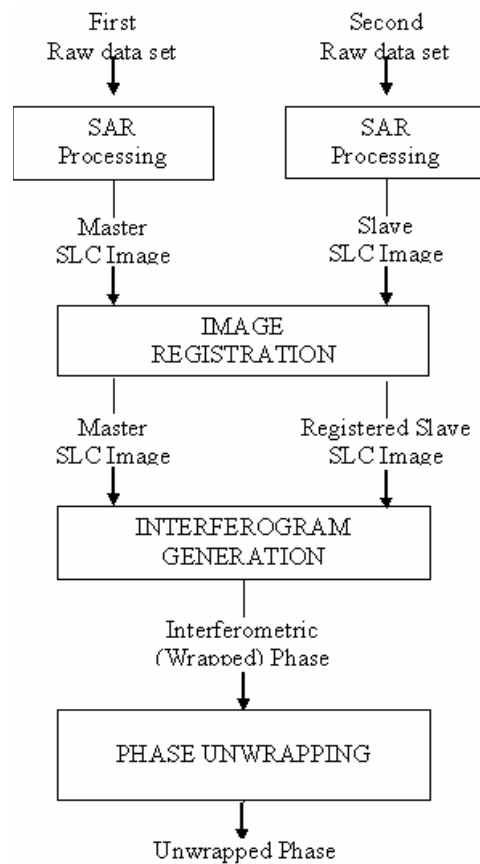 First
Raw data set
Second
Raw data set
SAR
Processing
SAR
Processing
Master
SLC Image
Slave
SLC Image
IMAGE
REGISTRATION
Master
SLC Image
Registered Slave
SLC Image
INTERFEROGRAM
GENERATION
Interferometric
(Wrapped) Phase
PHASE UNWRAPPING
Unwrapped Phase